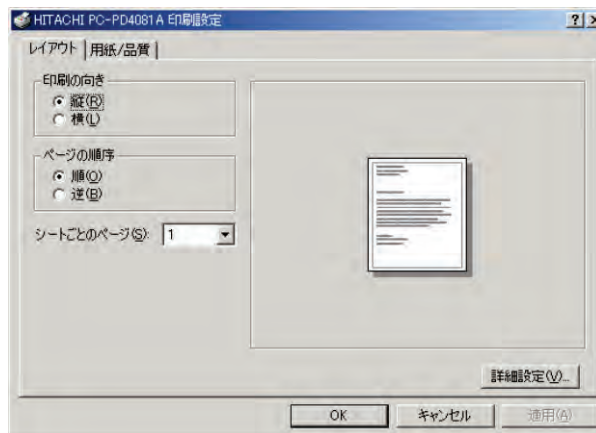 HITACHI PC-PD4081A 印刷設定
レイアウト 用紙/品質
印刷の向き
縦(R)
横(L)
ページの順序
順(O)
逆(B)
シートごとのページ(S): 1
詳細設定(V)...
OK キャンセル 適用(A)